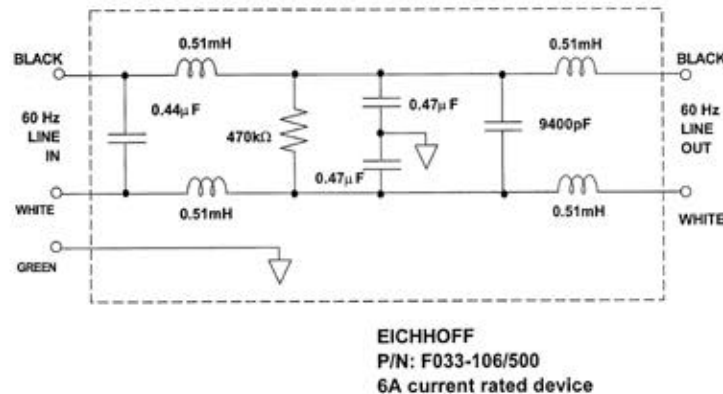 0.51mH
0.51mH
BLACK
BLACK
0.44μF
0.47μF
60 Hz
LINE
IN
470kΩ
9400pF
60 Hz
LINE
OUT
0.47μF
WHITE
0.51mH
0.51mH
WHITE
GREEN
EICHHOFF
P/N: F033-106/500
6A current rated device